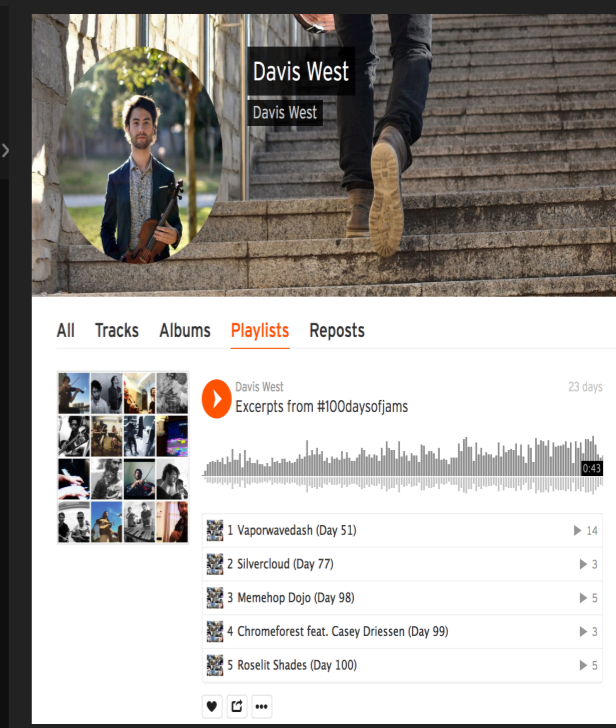 Davis West
Davis West
All Tracks Albums Playlists Reposts
Davis West 23 days
Excerpts from #100daysofjams
0:43
1 Vaporwavedash (Day 51) 14
2 Silvercloud (Day 77) 3
3 Memehop Dojo (Day 98) 5
4 Chromeforest feat. Casey Driessen (Day 99) 3
5 Roselit Shades (Day 100) 5